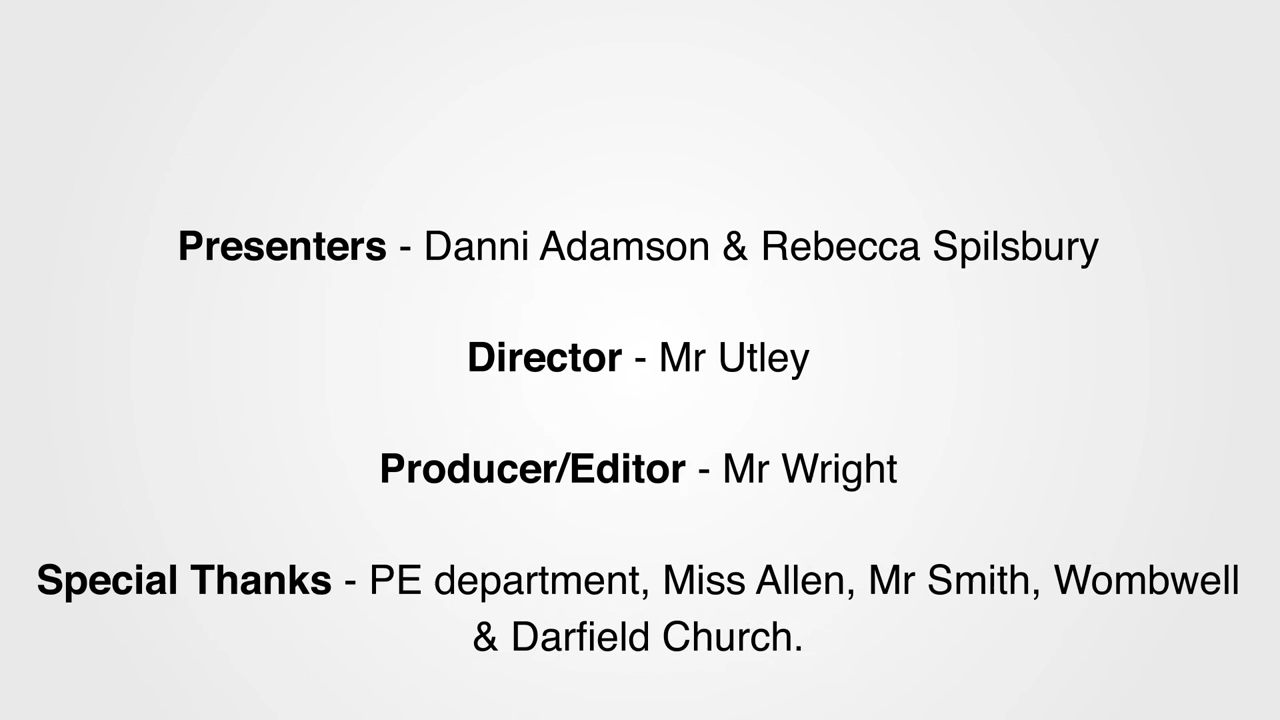 Presenters - Danni Adamson & Rebecca Spilsbury
Director - Mr Utley
Producer/Editor - Mr Wright
Special Thanks - PE department, Miss Allen, Mr Smith, Wombwell
& Darfield Church.